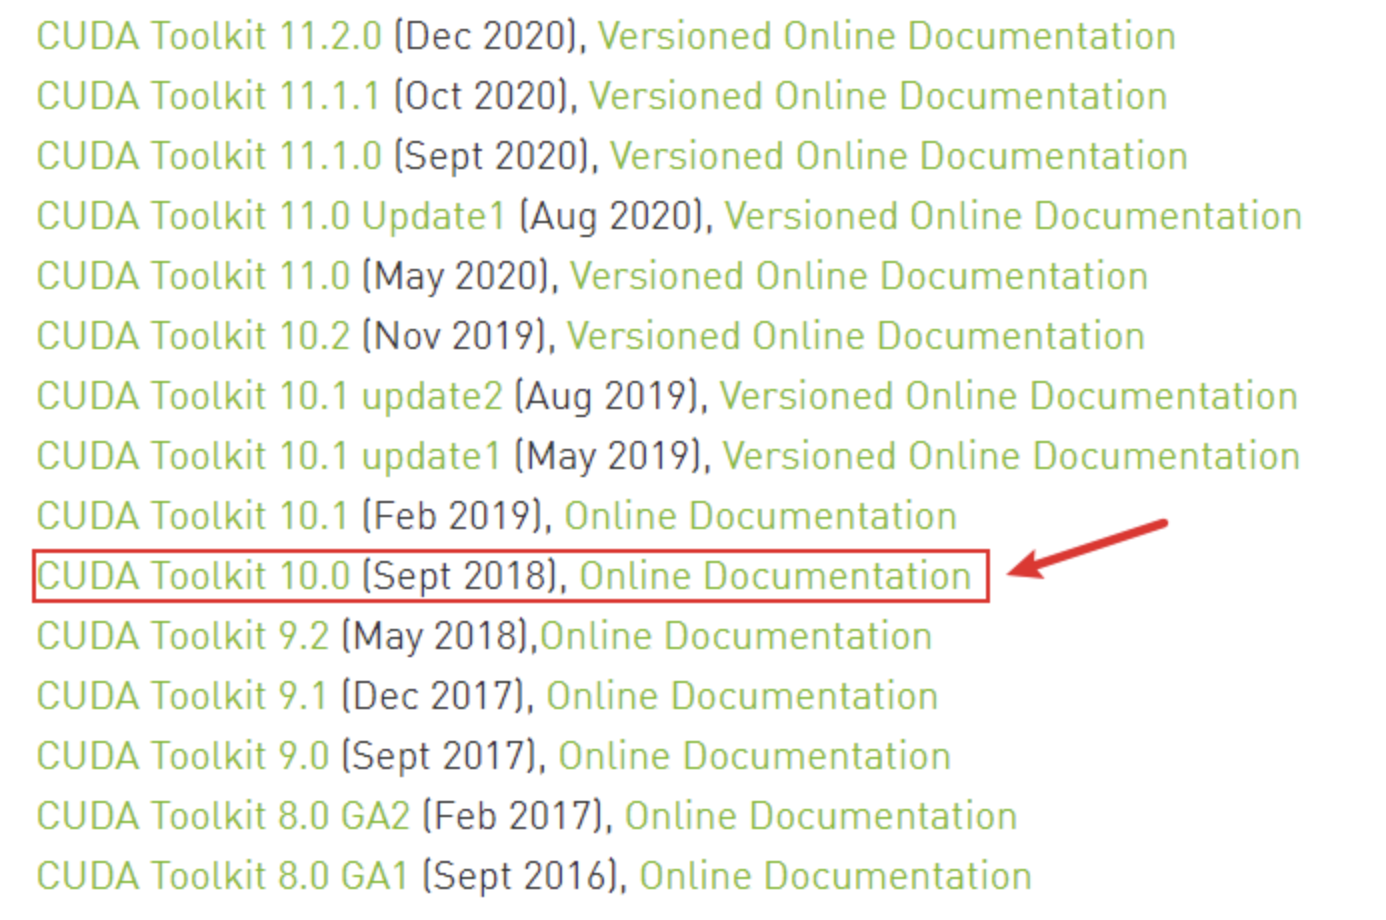 CUDA Toolkit 11.2.0 (Dec 2020), Versioned Online Documentation
CUDA Toolkit 11.1.1 (Oct 2020), Versioned Online Documentation
CUDA Toolkit 11.1.0 (Sept 2020), Versioned Online Documentation
CUDA Toolkit 11.0 Update1 (Aug 2020), Versioned Online Documentation
CUDA Toolkit 11.0 (May 2020), Versioned Online Documentation
CUDA Toolkit 10.2 (Nov 2019), Versioned Online Documentation
CUDA Toolkit 10.1 update2 (Aug 2019), Versioned Online Documentation
CUDA Toolkit 10.1 update1 (May 2019), Versioned Online Documentation
CUDA Toolkit 10.1 (Feb 2019), Online Documentation
CUDA Toolkit 10.0 (Sept 2018), Online Documentation
CUDA Toolkit 9.2 (May 2018),Online Documentation
CUDA Toolkit 9.1 (Dec 2017), Online Documentation
CUDA Toolkit 9.0 (Sept 2017), Online Documentation
CUDA Toolkit 8.0 GA2 (Feb 2017), Online Documentation
CUDA Toolkit 8.0 GA1 (Sept 2016), Online Documentation